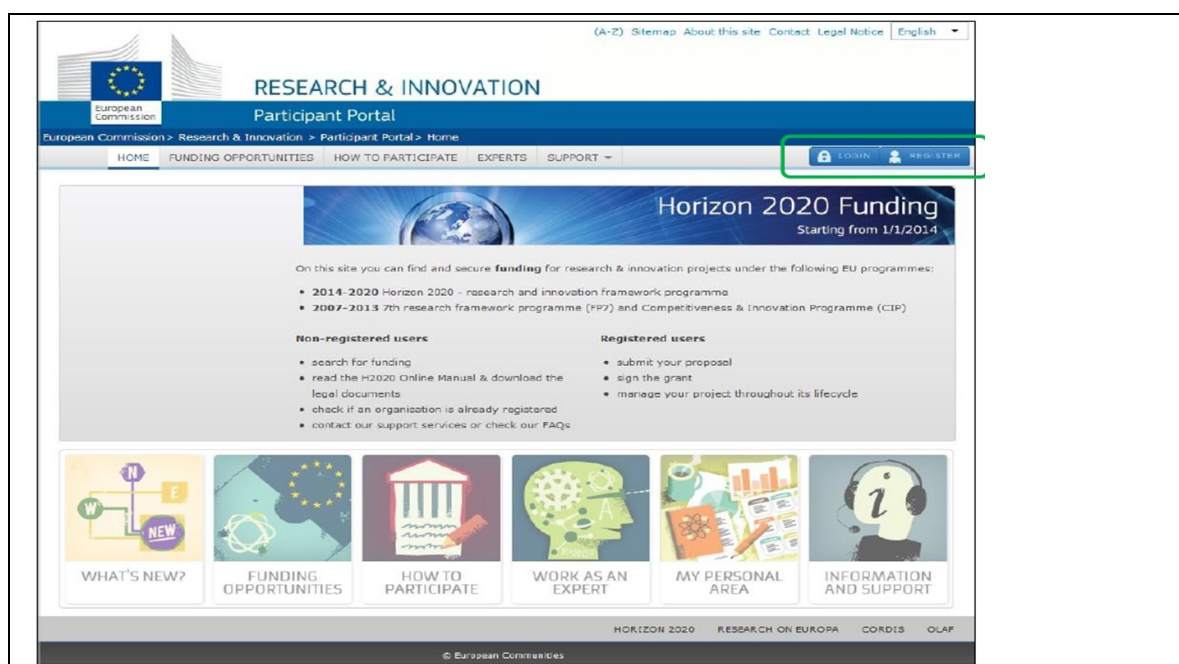 (A-Z) Sitemap About this site Contact Legal Notice English
European
Commission
RESEARCH & INNOVATION
Participant Portal
European Commission > Research & Innovation > Participant Portal > Home
HOME FUNDING OPPORTUNITIES HOW TO PARTICIPATE EXPERTS SUPPORT
LOGIN REGISTER
Horizon 2020 Funding
Starting from 1/1/2014
On this site you can find and secure funding for research & innovation projects under the following EU programmes:
• 2014-2020 Horizon 2020 - research and innovation framework programme
• 2007-2013 7th research framework programme (FP7) and Competitiveness & Innovation Programme (CIP)
Non-registered users
• search for funding
• read the H2020 Online Manual & download the
legal documents
• check if an organisation is already registered
• contact our support services or check our FAQs
Registered users
• submit your proposal
• sign the grant
• manage your project throughout its lifecycle
N
E
W
NEW
WHAT'S NEW?
FUNDING
OPPORTUNITIES
HOW TO
PARTICIPATE
EXPERT
WORK AS AN
EXPERT
MY PERSONAL
AREA
i
INFORMATION
AND SUPPORT
HORIZON 2020 RESEARCH ON EUROPA CORDIS OLAF
© European Communities